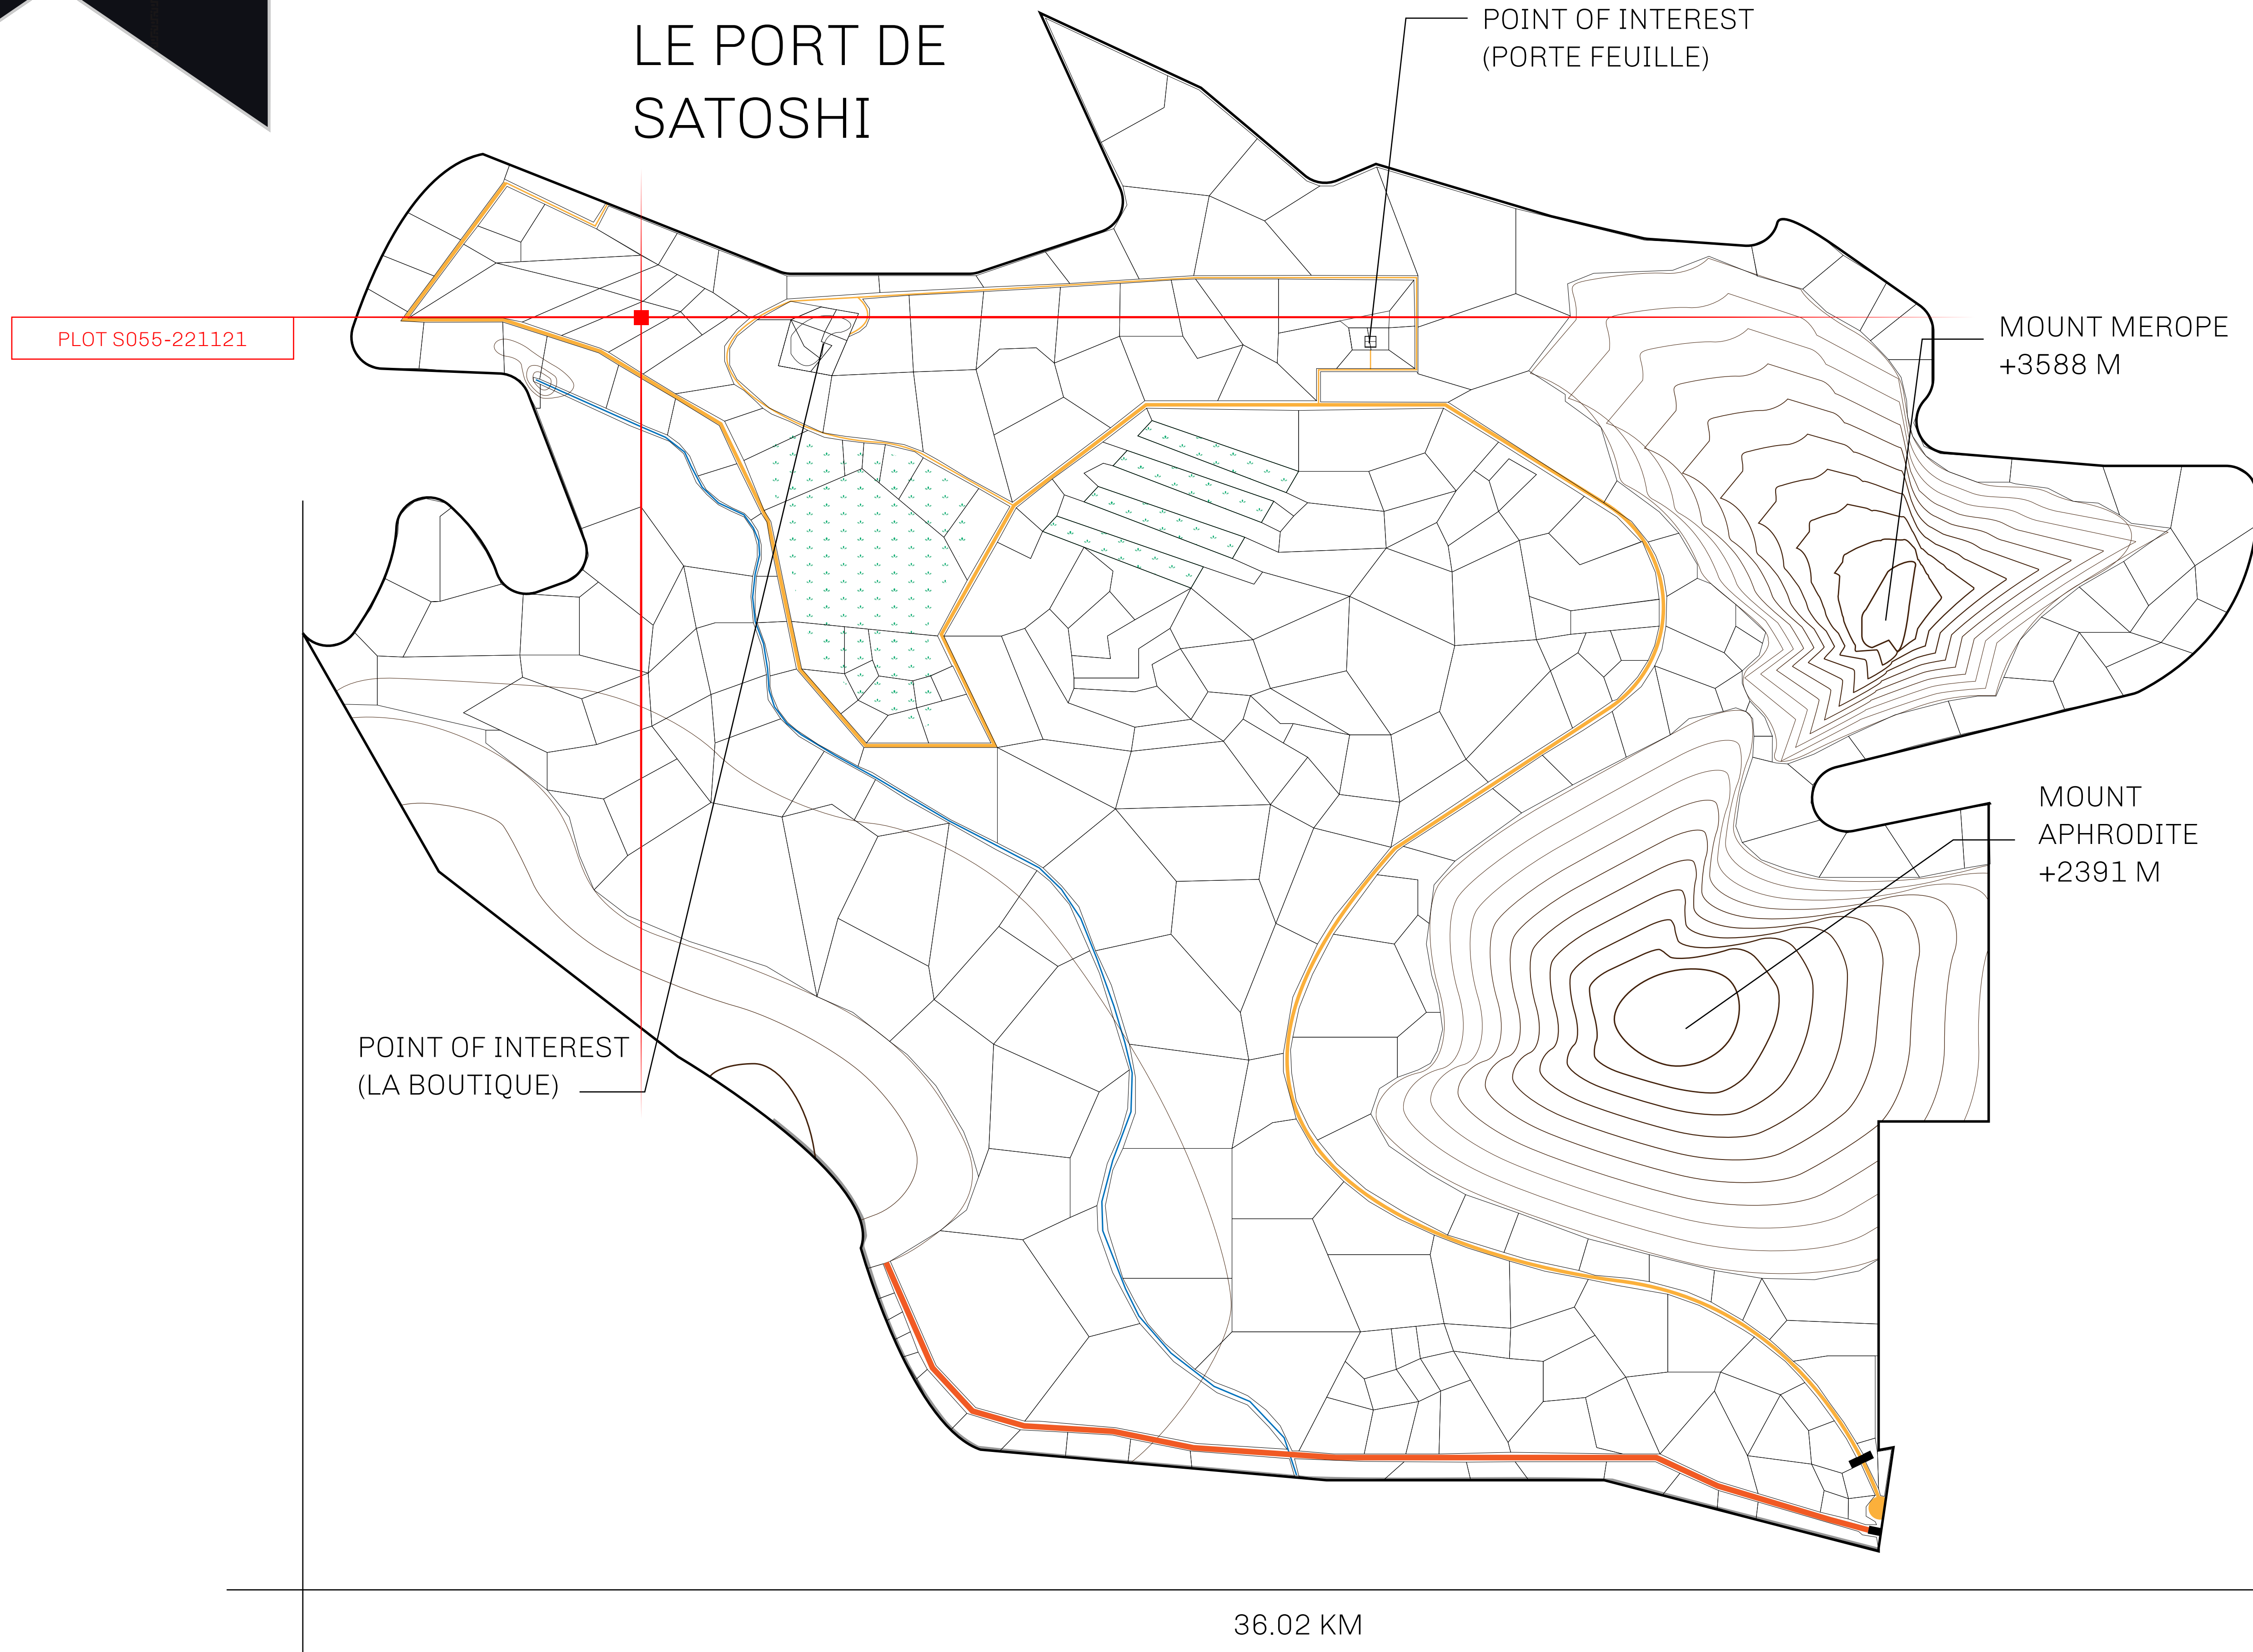 LE PORT DE
SATOSHI
POINT OF INTEREST
(PORTE FEUILLE)
PLOT S055-221121
MOUNT MEROPE
+3588 M
MOUNT
APHRODITE
+2391 M
POINT OF INTEREST
(LA BOUTIQUE)
36.02 KM